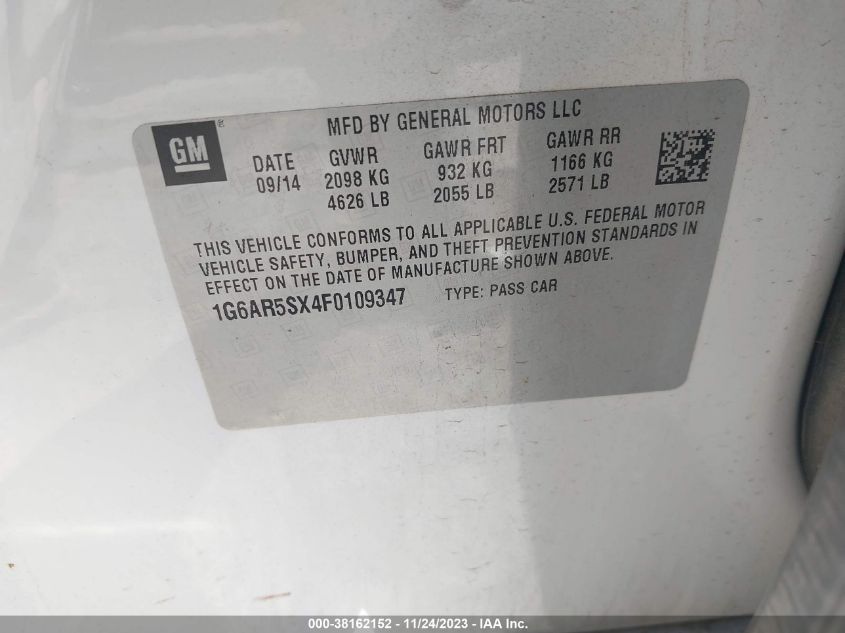 MFD BY GENERAL MOTORS LLC
GM®
DATE GVWR GAWR FRT GAWR RR
09/14 2098 KG 932 KG 1166 KG
4626 LB 2055 LB 2571 LB
THIS VEHICLE CONFORMS TO ALL APPLICABLE U.S. FEDERAL MOTOR
VEHICLE SAFETY, BUMPER, AND THEFT PREVENTION STANDARDS IN
EFFECT ON THE DATE OF MANUFACTURE SHOWN ABOVE.
1G6AR5SX4F0109347 TYPE: PASS CAR
000-38162152 - 11/24/2023 - IAA Inc.